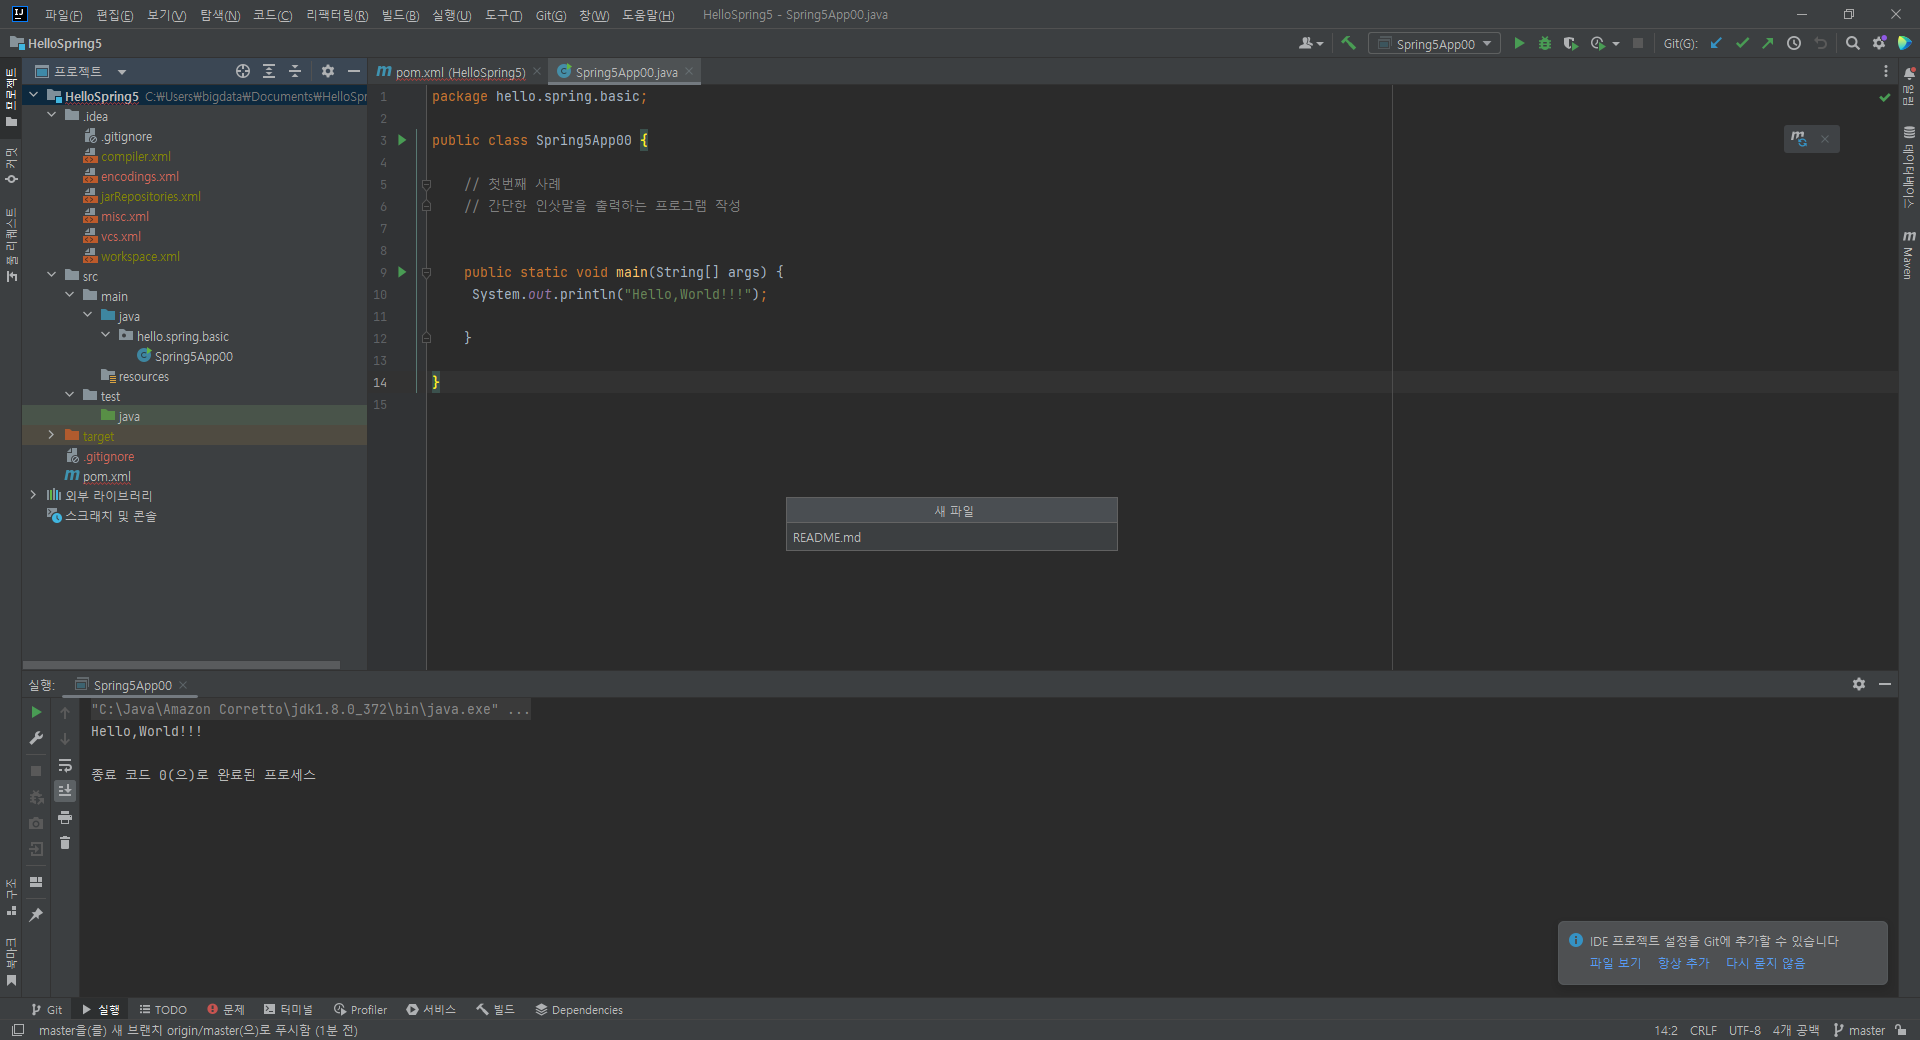 파일(F) 편집(E) 보기(V) 탐색(N) 코드(C) 리팩터링(R) 빌드(B) 실행(U) 도구(T) Git(G) 창(W) 도움말(H) HelloSpring5 - Spring5App00.java
HelloSpring5
Spring5App00 Git(G):
프로젝트
pom.xml (HelloSpring5)
Spring5App00.java
프로젝트
커밋
풀 리퀘스트
구조
북마크
HelloSpring5 C:₩Users₩bigdata₩Documents₩HelloSpr
.idea
.gitignore
compiler.xml
encodings.xml
jarRepositories.xml
misc.xml
vcs.xml
workspace.xml
src
main
java
hello.spring.basic
Spring5App00
resources
test
java
target
.gitignore
pom.xml
외부 라이브러리
스크래치 및 콘솔
1 package hello.spring.basic;
2
3 public class Spring5App00 {
4
5 // 첫번째 사례
6 // 간단한 인삿말을 출력하는 프로그램 작성
7
8
9 public static void main(String[] args) {
10 System.out.println("Hello,World!!!");
11
12 }
13
14 }
15
새 파일
README.md
알림
데이터베이스
Maven
실행: Spring5App00
"C:\Java\Amazon Corretto\jdk1.8.0_372\bin\java.exe" ...
Hello,World!!!
종료 코드 0(으)로 완료된 프로세스
IDE 프로젝트 설정을 Git에 추가할 수 있습니다
파일 보기 항상 추가 다시 묻지 않음
Git 실행 TODO 문제 터미널 Profiler 서비스 빌드 Dependencies
master을(를) 새 브랜치 origin/master(으)로 푸시함 (1분 전) 14:2 CRLF UTF-8 4개 공백 master